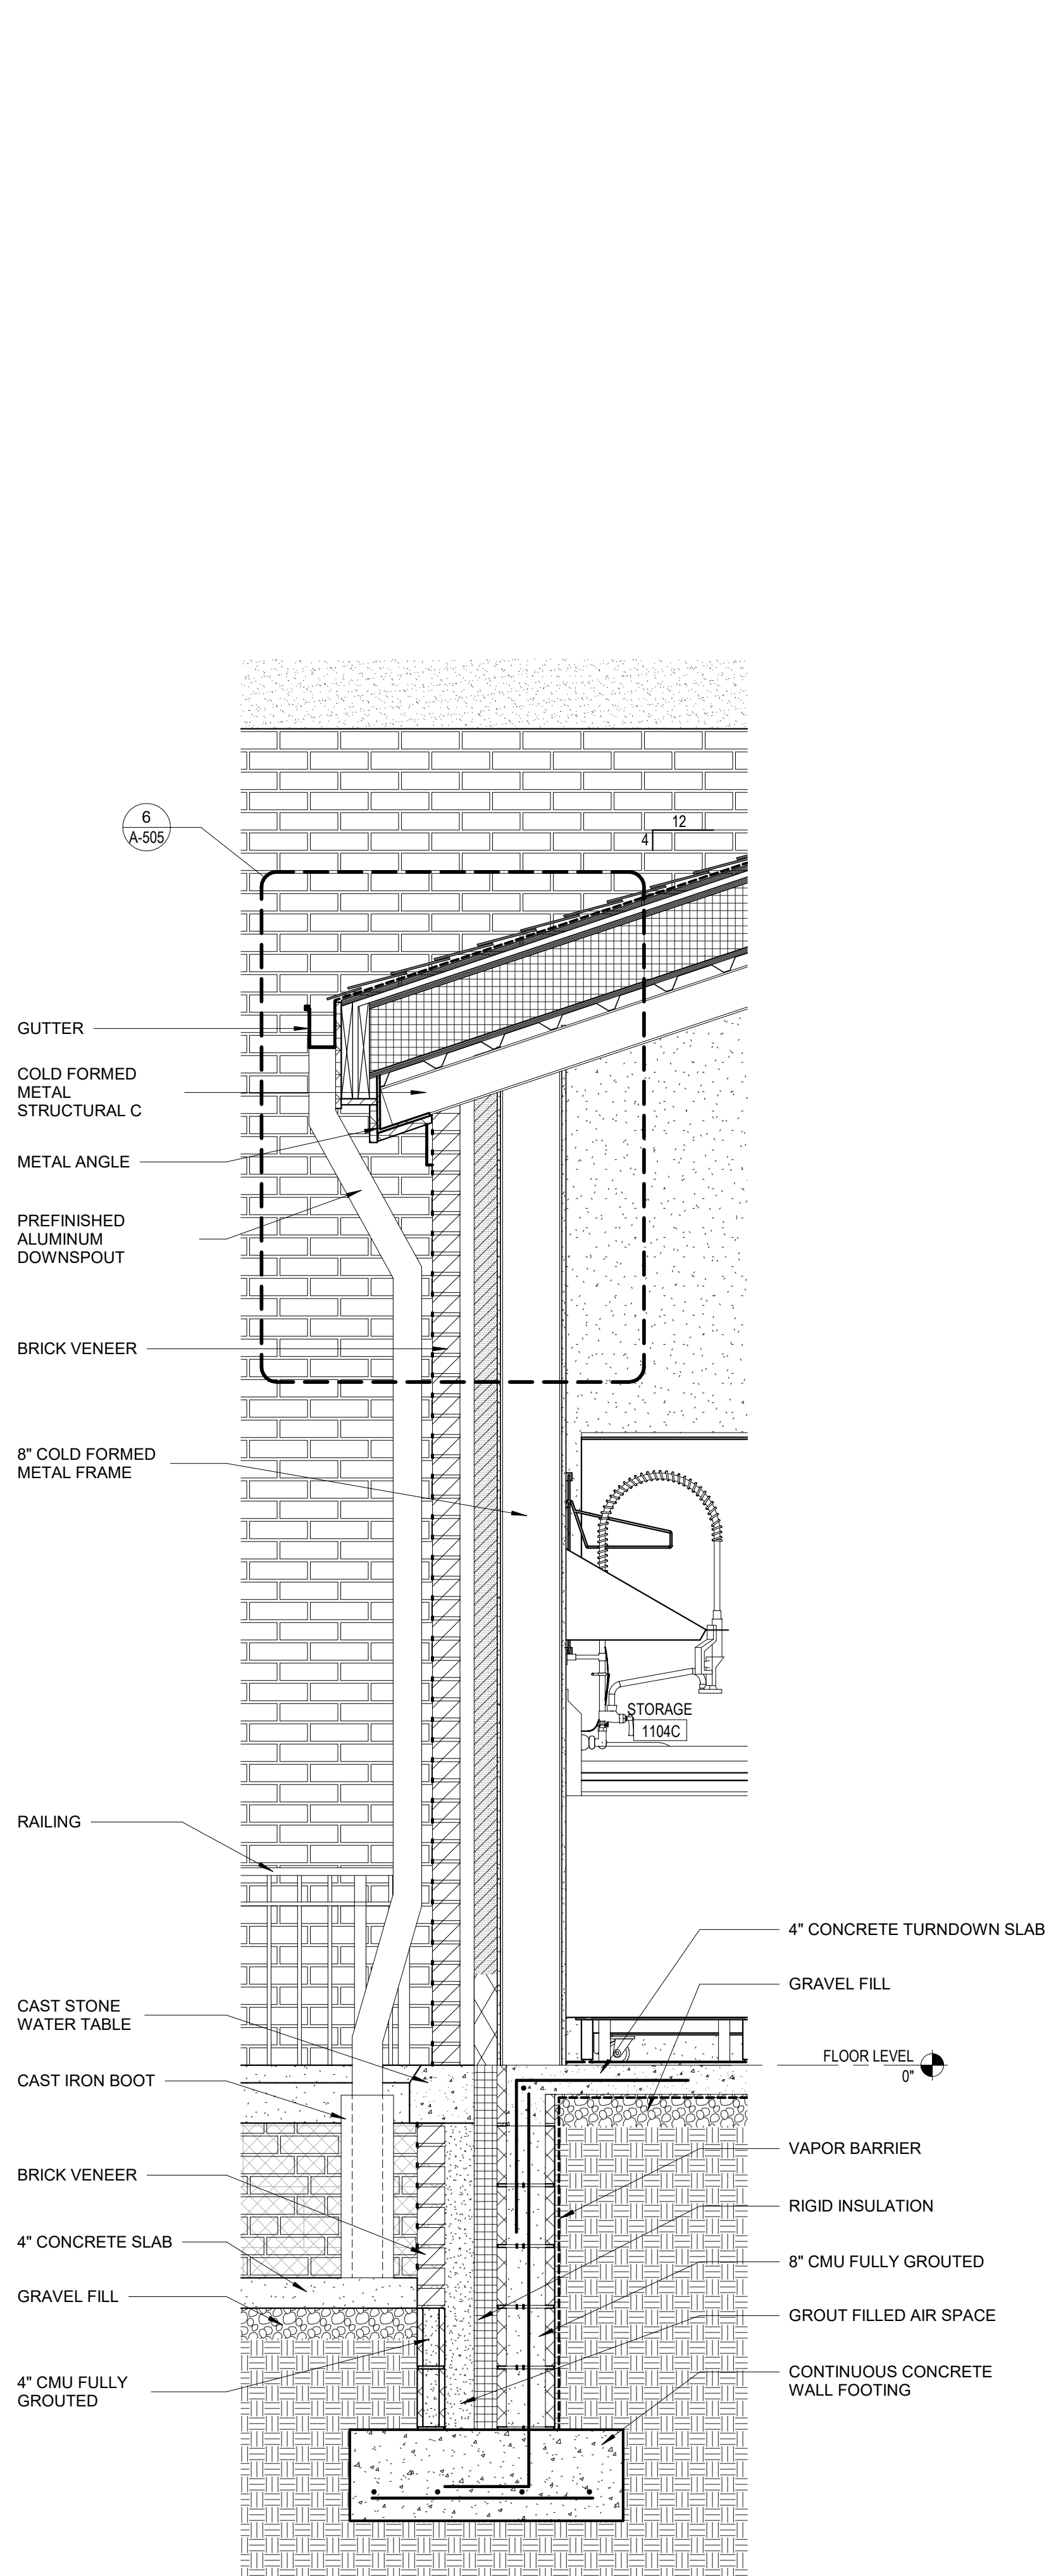 6
A-505
12
4
GUTTER
COLD FORMED
METAL
STRUCTURAL C
METAL ANGLE
PREFINISHED
ALUMINUM
DOWNSPOUT
BRICK VENEER
8" COLD FORMED
METAL FRAME
STORAGE
1104C
RAILING
4" CONCRETE TURNDOWN SLAB
GRAVEL FILL
CAST STONE
WATER TABLE
FLOOR LEVEL
0"
CAST IRON BOOT
VAPOR BARRIER
BRICK VENEER
RIGID INSULATION
4" CONCRETE SLAB
8" CMU FULLY GROUTED
GRAVEL FILL
GROUT FILLED AIR SPACE
4" CMU FULLY
GROUTED
CONTINUOUS CONCRETE
WALL FOOTING